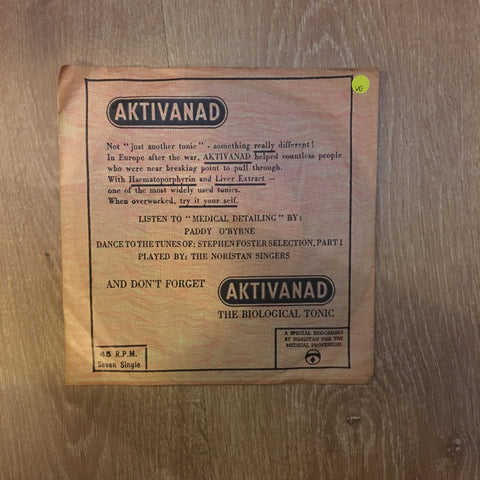 AKTIVANAD
VG
Not "just another tonic" - something really different!
In Europe after the war, AKTIVANAD helped countless people
who were near breaking point to pull through.
With Haematoporphyrin and Liver Extract —
one of the most widely used tonics.
When overworked, try it your self.
LISTEN TO "MEDICAL DETAILING" BY:
PADDY O'BYRNE
DANCE TO THE TUNES OF: STEPHEN FOSTER SELECTION, PART 1
PLAYED BY: THE NORISTAN SINGERS
AND DON'T FORGET
AKTIVANAD
THE BIOLOGICAL TONIC
45 R.P.M.
Seven Single
A SPECIAL RECORDING
BY NORISTAN FOR THE
MEDICAL PROFESSION